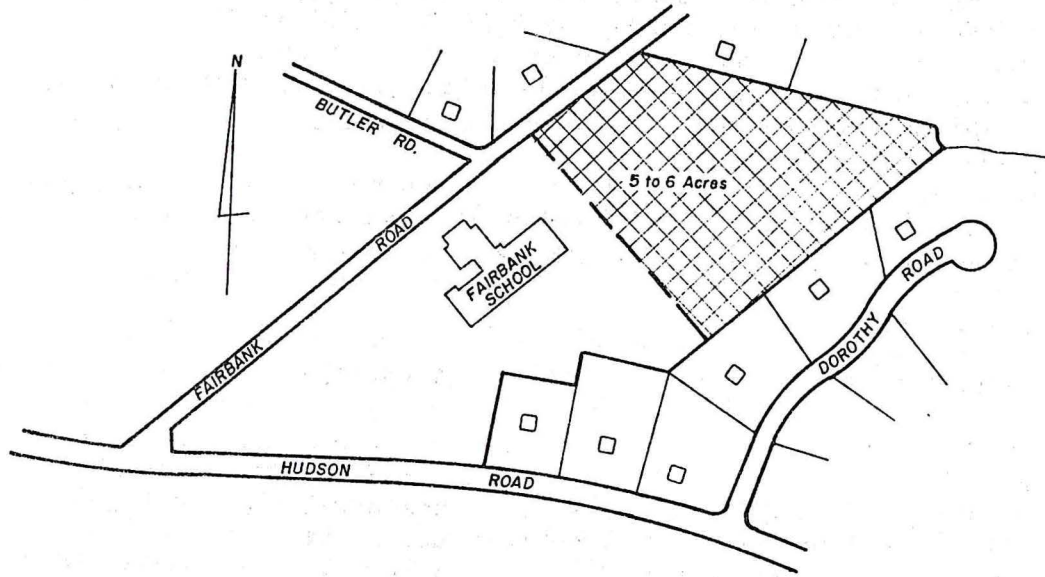 N
BUTLER RD.
5 to 6 Acres
ROAD
FAIRBANK
SCHOOL
ROAD
DOROTHY
FAIRBANK
HUDSON ROAD